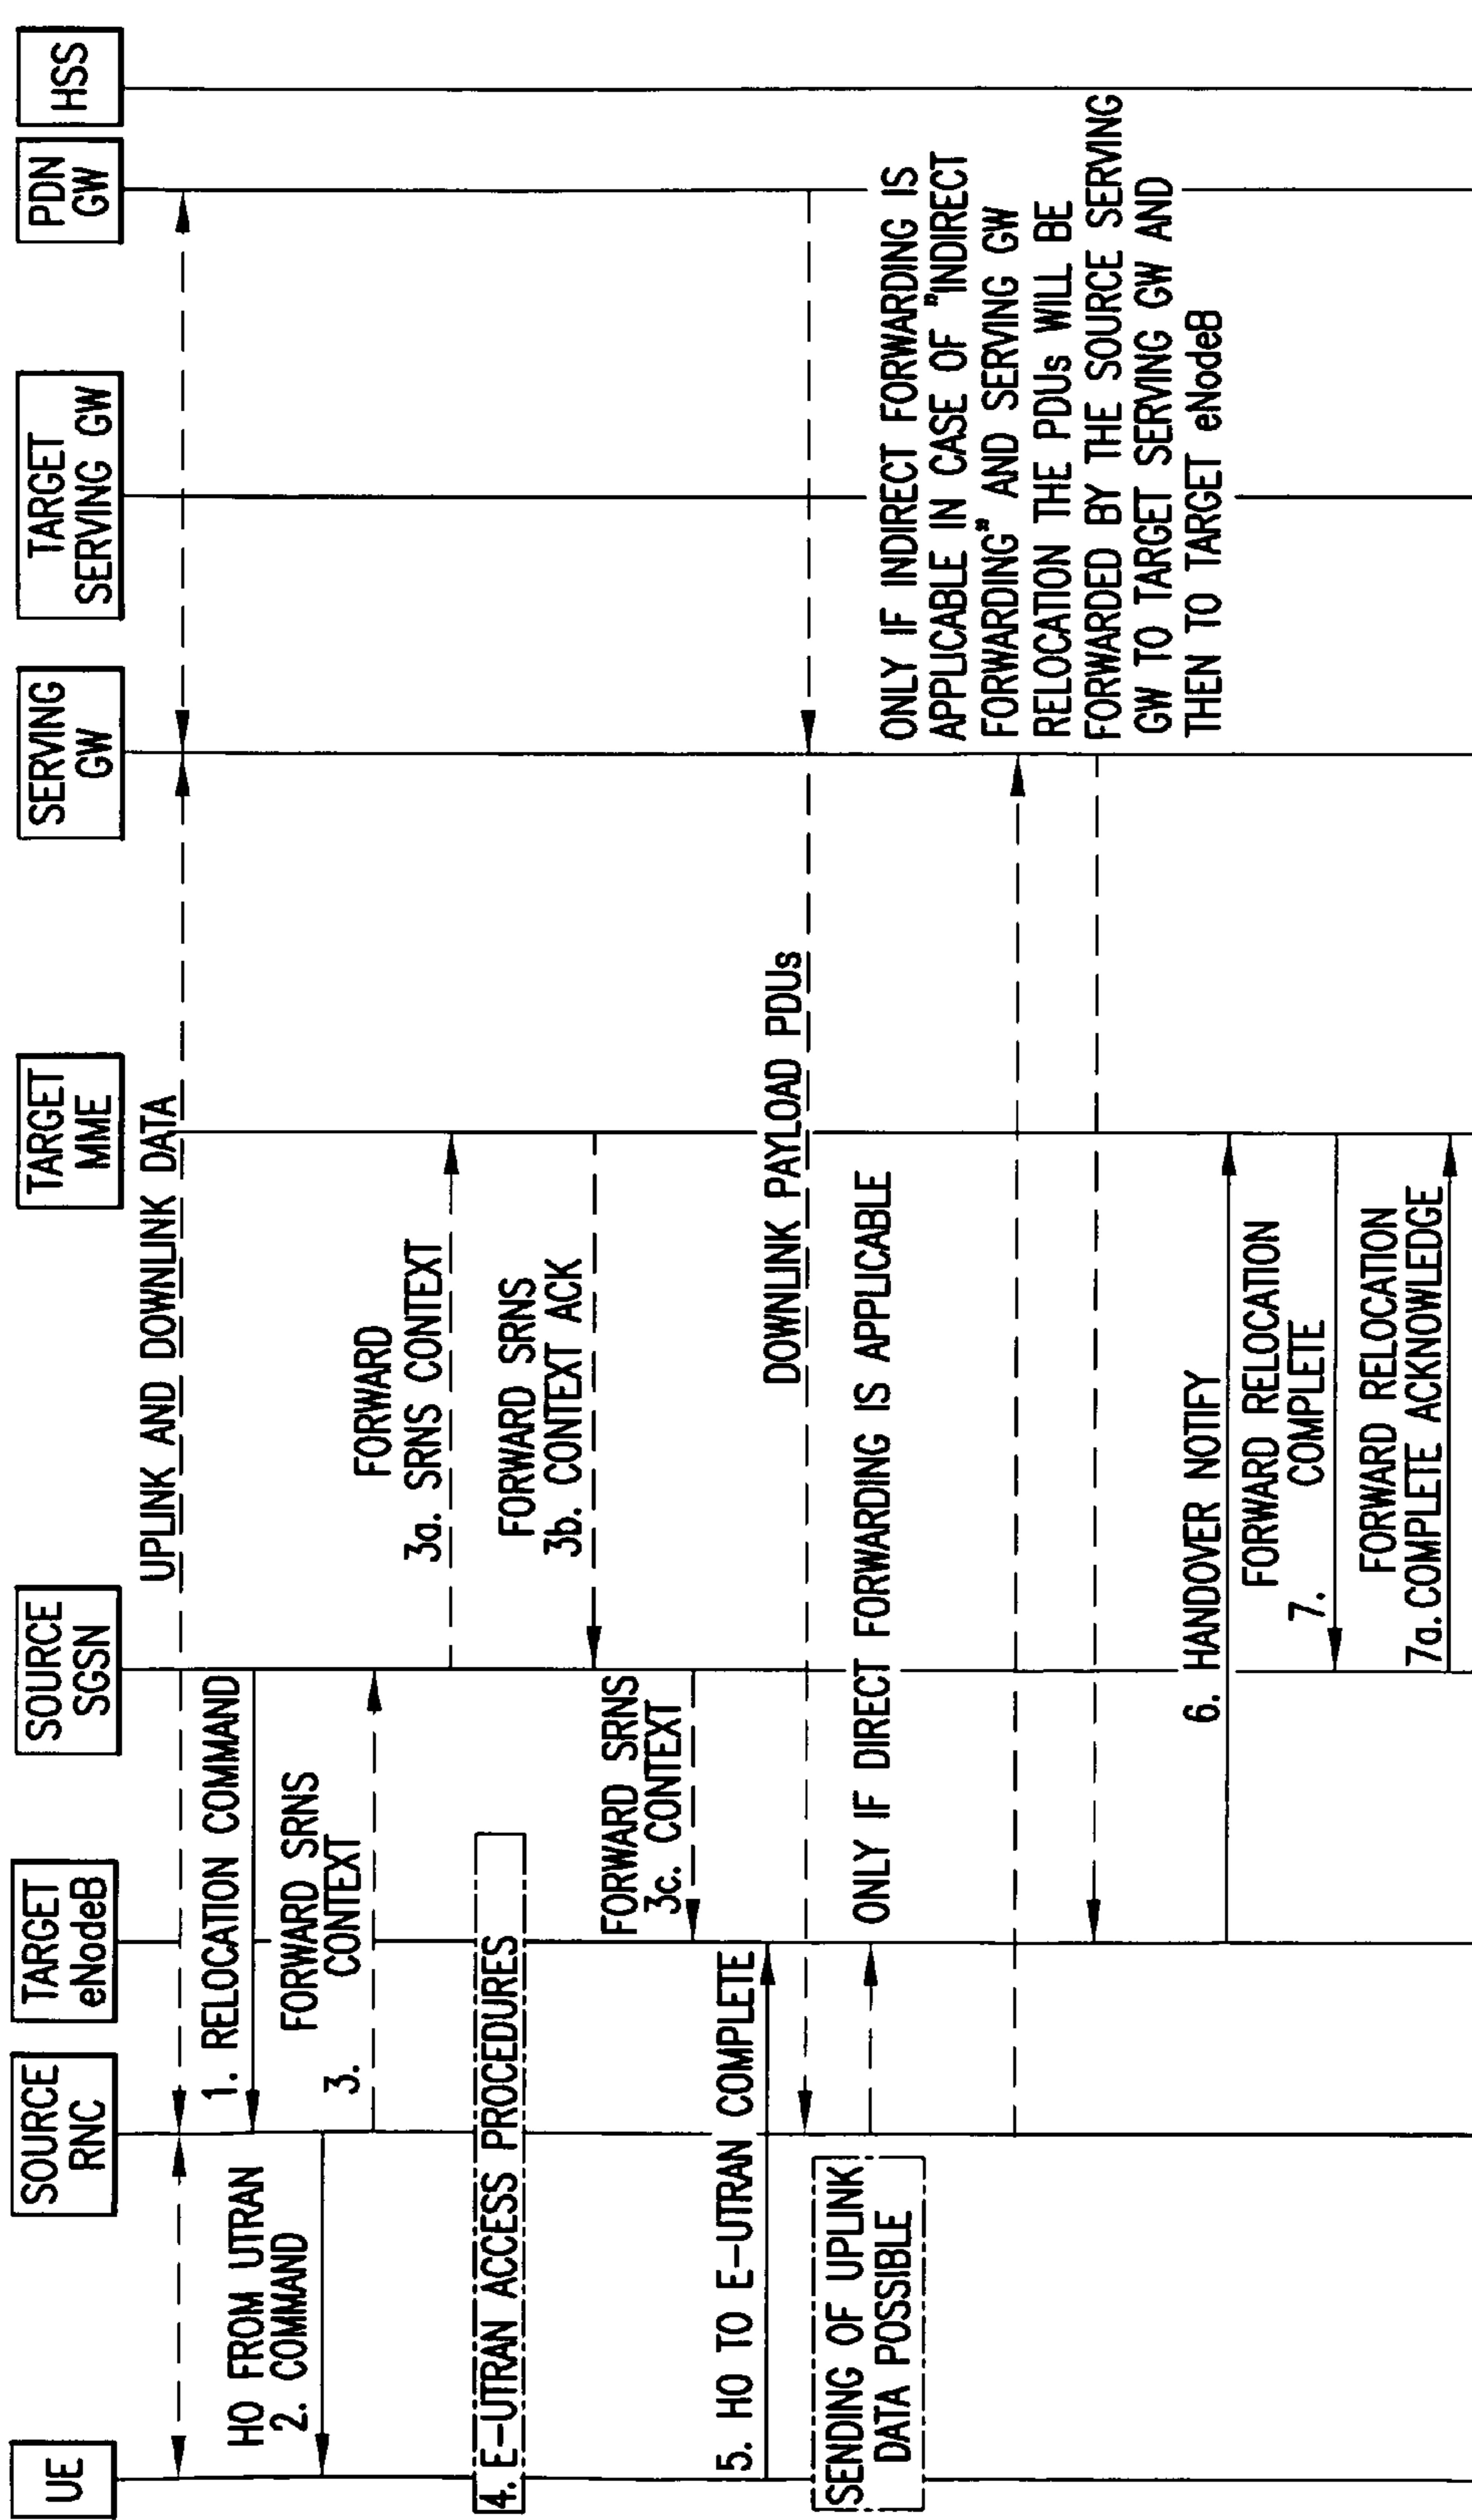 UE
SOURCE
RNC
TARGET
eNodeB
SOURCE
SGSN
TARGET
MME
SERVING
GW
TARGET
SERVING GW
PDN
GW
HSS
UPLINK AND DOWNLINK DATA
1. RELOCATION COMMAND
HO FROM UTRAN
2. COMMAND
FORWARD SRNS
3. CONTEXT
FORWARD
3a. SRNS CONTEXT
4. E-UTRAN ACCESS PROCEDURES
FORWARD SRNS
3b. CONTEXT ACK
FORWARD SRNS
3c. CONTEXT
5. HO TO E-UTRAN COMPLETE
DOWNLINK PAYLOAD PDUs
SENDING OF UPLINK
DATA POSSIBLE
ONLY IF DIRECT FORWARDING IS APPLICABLE
ONLY IF INDIRECT FORWARDING IS
APPLICABLE IN CASE OF "INDIRECT
FORWARDING" AND SERVING GW
RELOCATION THE PDUs WILL BE
FORWARDED BY THE SOURCE SERVING
GW TO TARGET SERVING GW AND
THEN TO TARGET eNodeB
6. HANDOVER NOTIFY
FORWARD RELOCATION
7. COMPLETE
FORWARD RELOCATION
7a. COMPLETE ACKNOWLEDGE